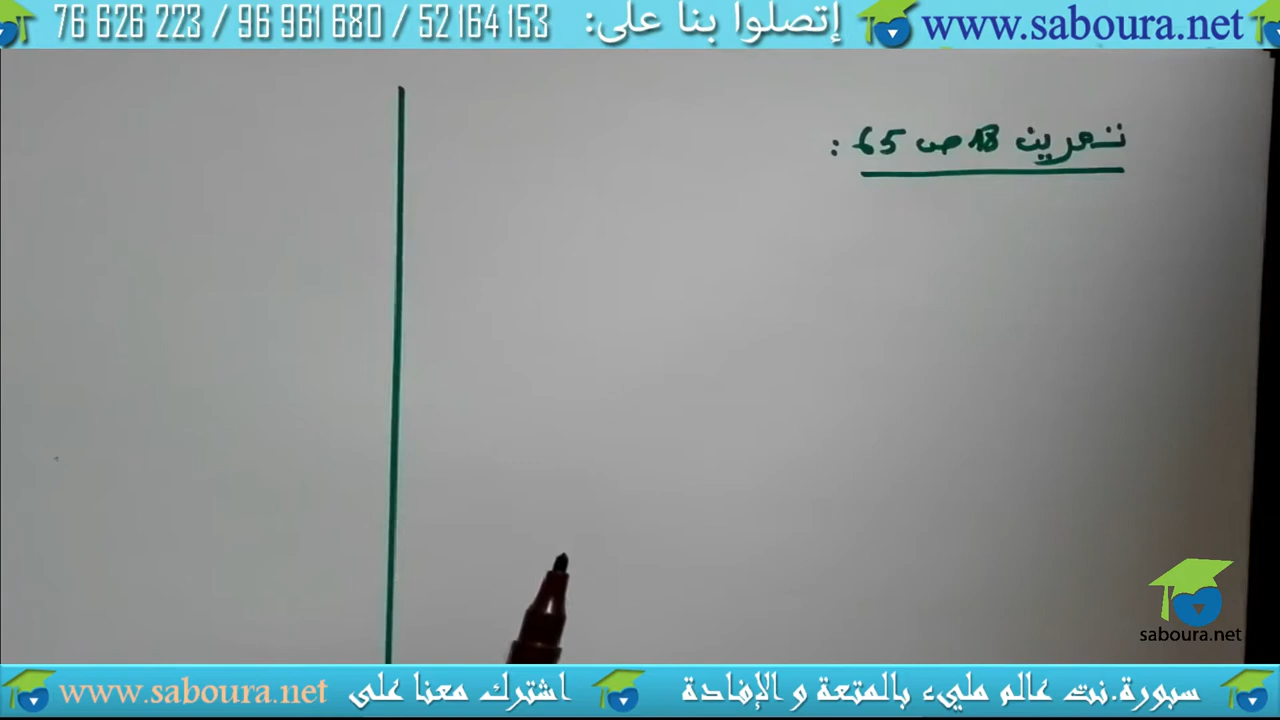 76 626 223 / 96 961 680 / 52 164 153 إتصلوا بنا على: www.saboura.net
تمرين 18 ص 65 :
saboura.net
سبورة.نت عالم مليء بالمتعة و الإفادة اشترك معنا على www.saboura.net